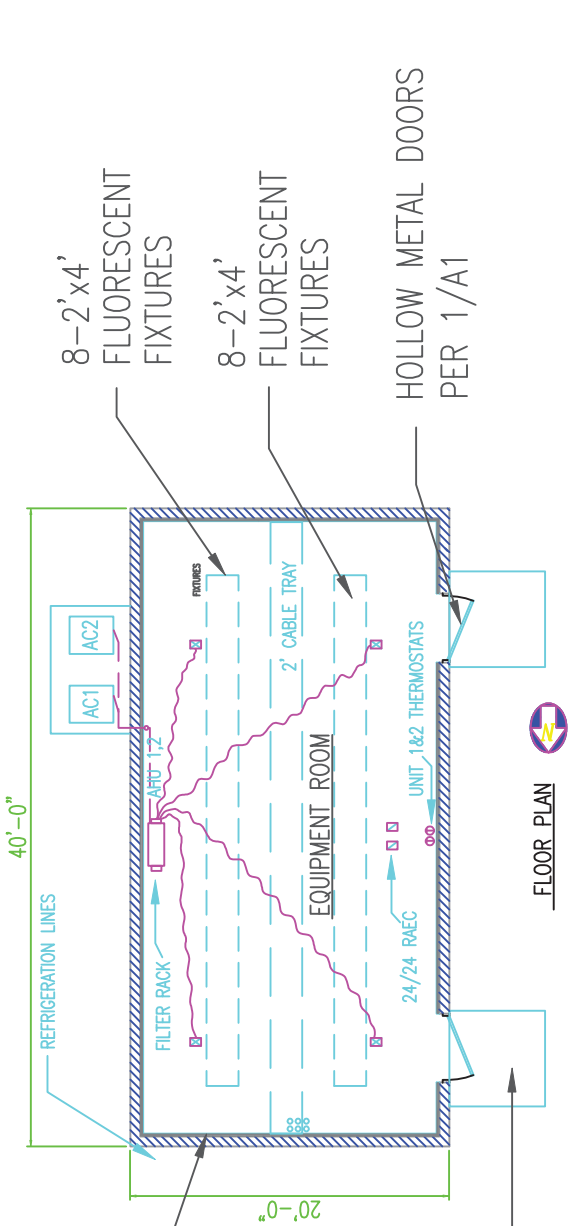 8-2'x4'
FLUORESCENT
FIXTURES
8-2'x4'
FLUORESCENT
FIXTURES
HOLLOW METAL DOORS
PER 1/A1
40'-0"
AC1
AC2
REFRIGERATION LINES
AHU 1,2
FIXTURES
FILTER RACK
2' CABLE TRAY
EQUIPMENT ROOM
24/24 RAEC
UNIT 1&2 THERMOSTATS
20'-0"
N
FLOOR PLAN